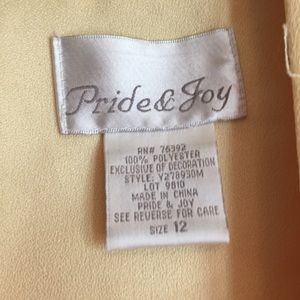 Pride & Joy
RN# 76392
100% POLYESTER
EXCLUSIVE OF DECORATION
STYLE: Y278930M
LOT 9810
MADE IN CHINA
PRIDE & JOY
SEE REVERSE FOR CARE
SIZE 12